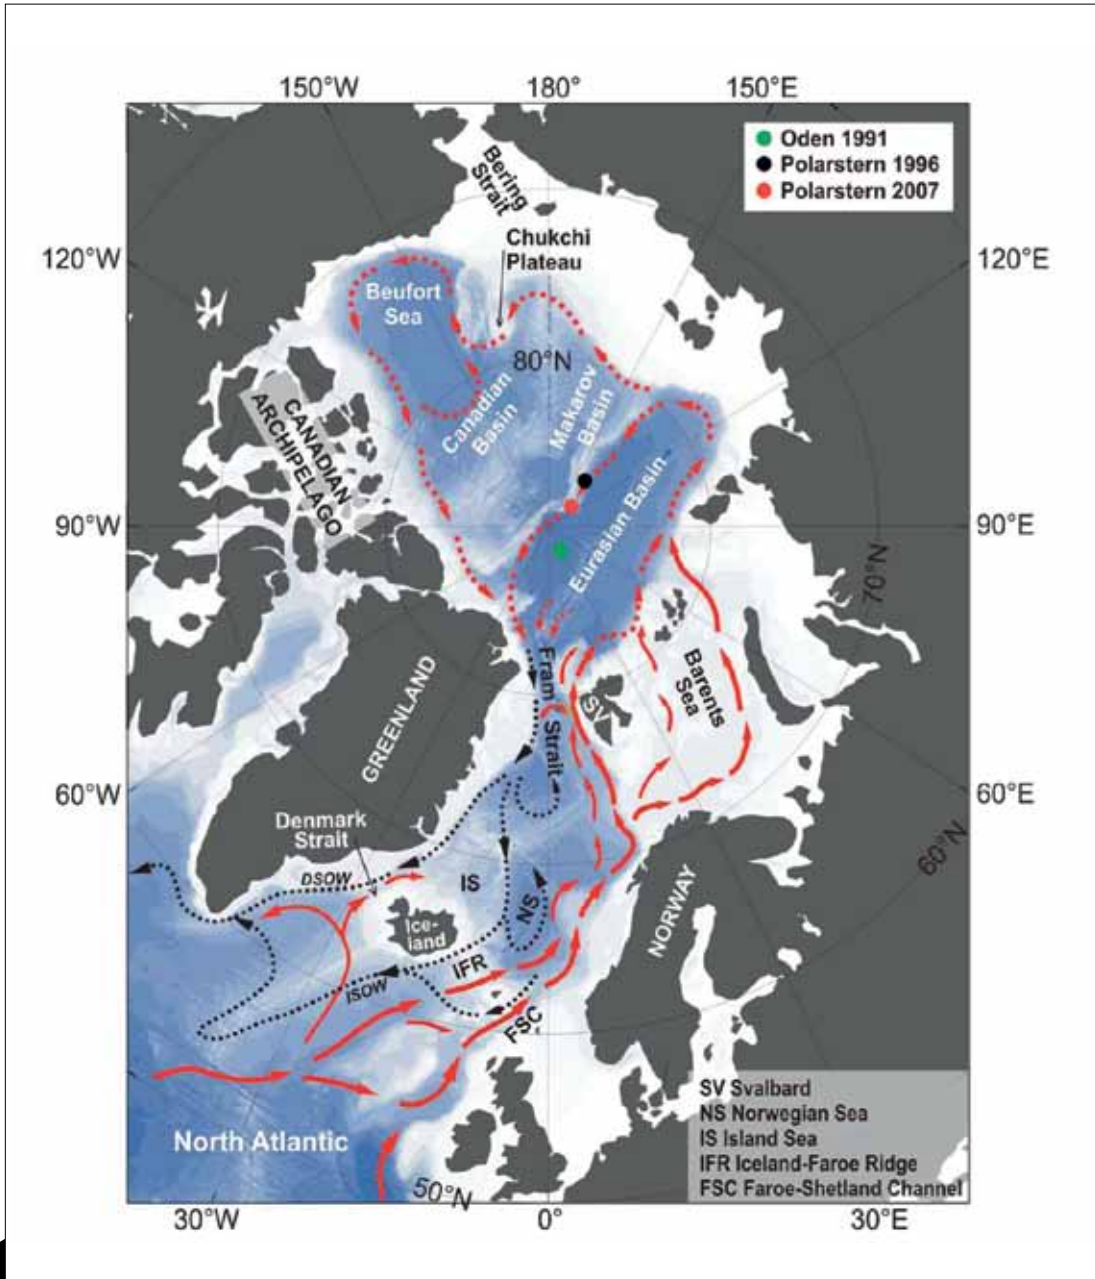 150°W 180° 150°E
Oden 1991
Polarstern 1996
Polarstern 2007
Bering
Strait
Chukchi
Plateau
120°W
120°E
Beufort
Sea
80°N
Canadian
Basin
Makarov
Basin
CANADIAN
ARCHIPELAGO
Eurasian Basin
90°W
90°E
70°N
Fram
Strait
Barents
Sea
SV
GREENLAND
60°W
60°E
Denmark
Strait
60°N
DSOW
IS
NS
NORWAY
Ice-
land
IFR
ISOW
FSC
SV Svalbard
NS Norwegian Sea
IS Island Sea
IFR Iceland-Faroe Ridge
FSC Faroe-Shetland Channel
North Atlantic
50°N
30°W 0° 30°E